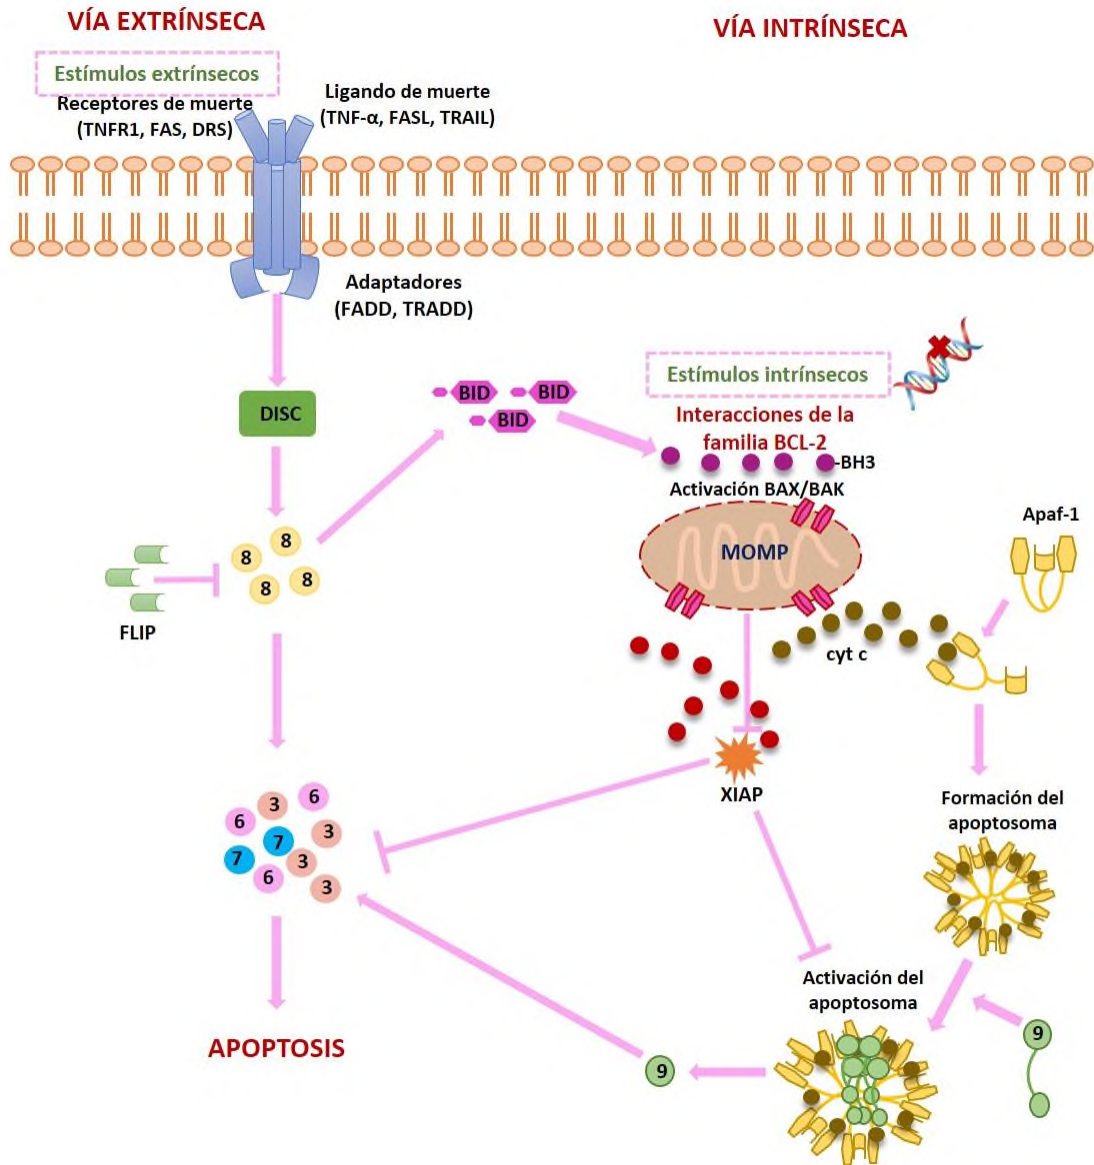 VÍA EXTRÍNSECA
VÍA INTRÍNSECA
Estímulos extrínsecos
Receptores de muerte
(TNFR1, FAS, DRS)
Ligando de muerte
(TNF-α, FASL, TRAIL)
Adaptadores
(FADD, TRADD)
DISC
BID
BID
BID
Estímulos intrínsecos
Interacciones de la
familia BCL-2
-BH3
Activación BAX/BAK
MOMP
Apaf-1
8
8
8
8
FLIP
cyt c
XIAP
6
3
6
7
3
7
3
6
3
Formación del
apoptosoma
Activación del
apoptosoma
9
9
APOPTOSIS